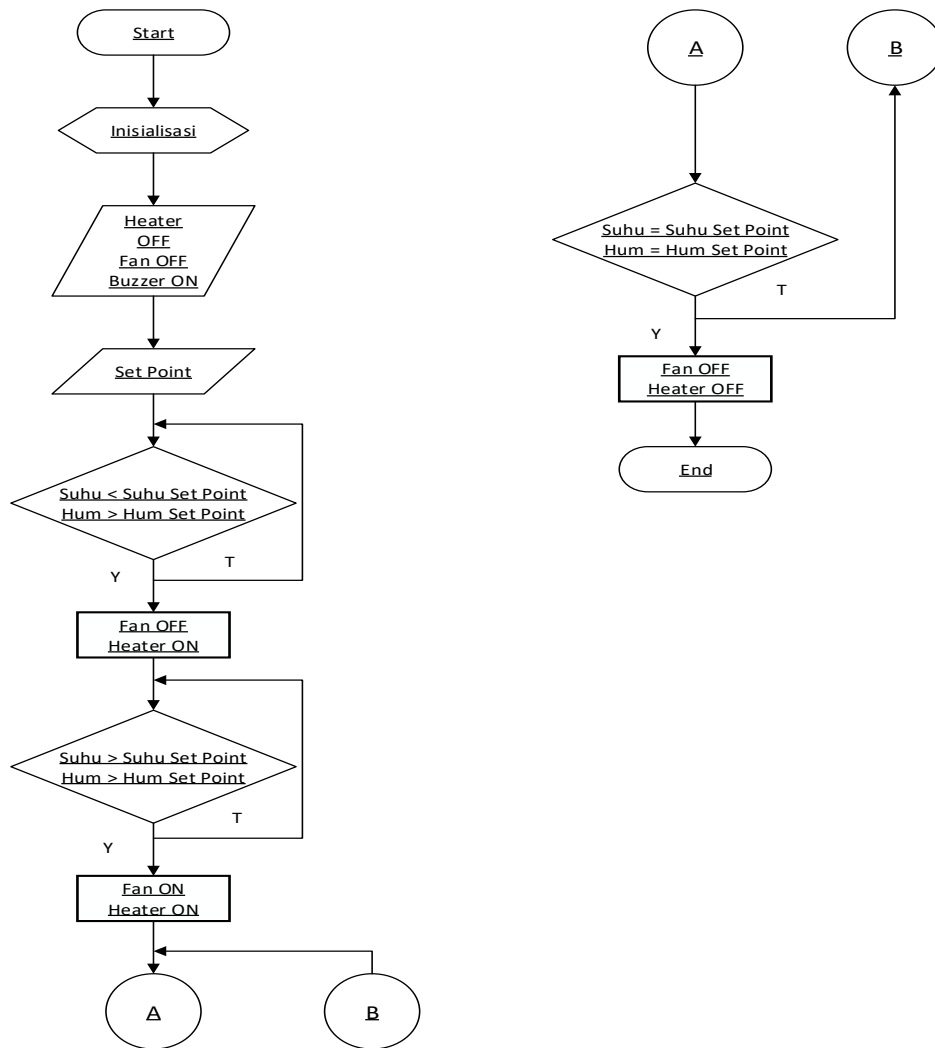 Start
Inisialisasi
Heater
OFF
Fan OFF
Buzzer ON
Set Point
Suhu < Suhu Set Point
Hum > Hum Set Point
Y
T
Fan OFF
Heater ON
Suhu > Suhu Set Point
Hum > Hum Set Point
Y
T
Fan ON
Heater ON
A
B
A
B
Suhu = Suhu Set Point
Hum = Hum Set Point
T
Y
Fan OFF
Heater OFF
End